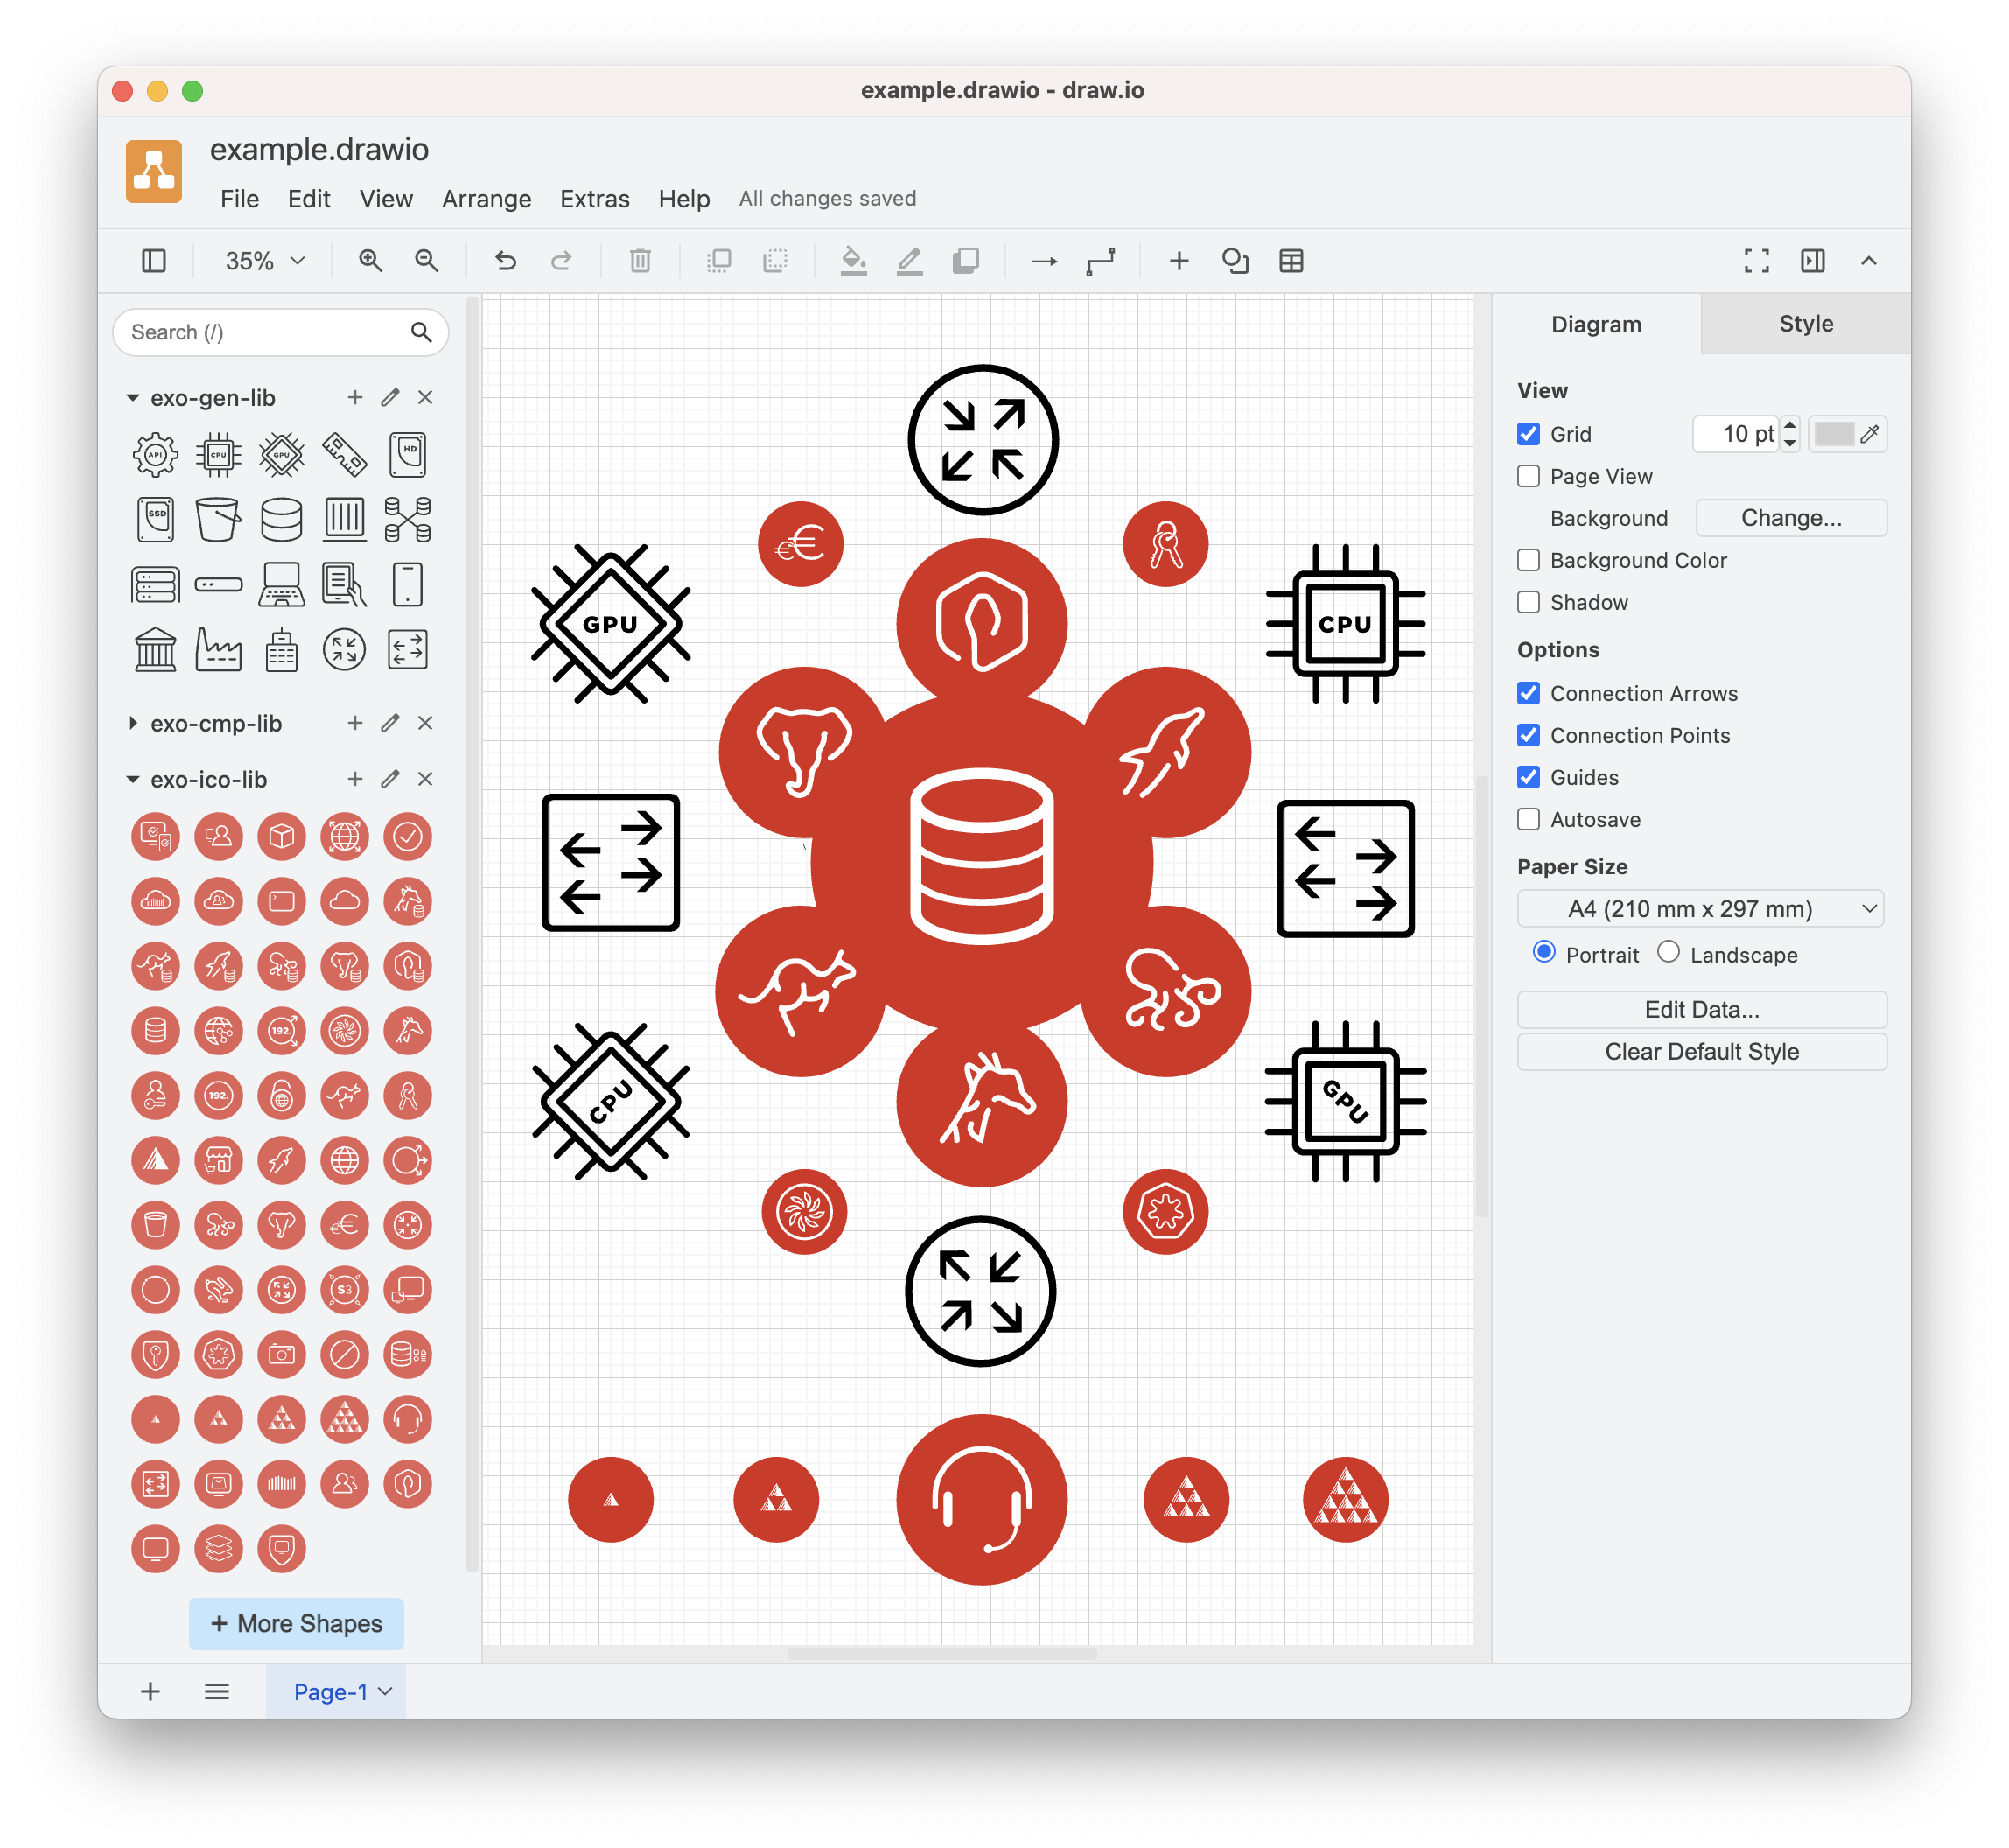 example.drawio - draw.io
example.drawio
File Edit View Arrange Extras Help All changes saved
35%
Search (/)
exo-gen-lib
API CPU GPU HD
SSD
exo-cmp-lib
exo-ico-lib
192.
192.
S3
+ More Shapes
GPU
CPU
€€
CPU
GPU
Diagram Style
View
Grid 10 pt
Page View
Background Change...
Background Color
Shadow
Options
Connection Arrows
Connection Points
Guides
Autosave
Paper Size
A4 (210 mm x 297 mm)
Portrait Landscape
Edit Data...
Clear Default Style
Page-1